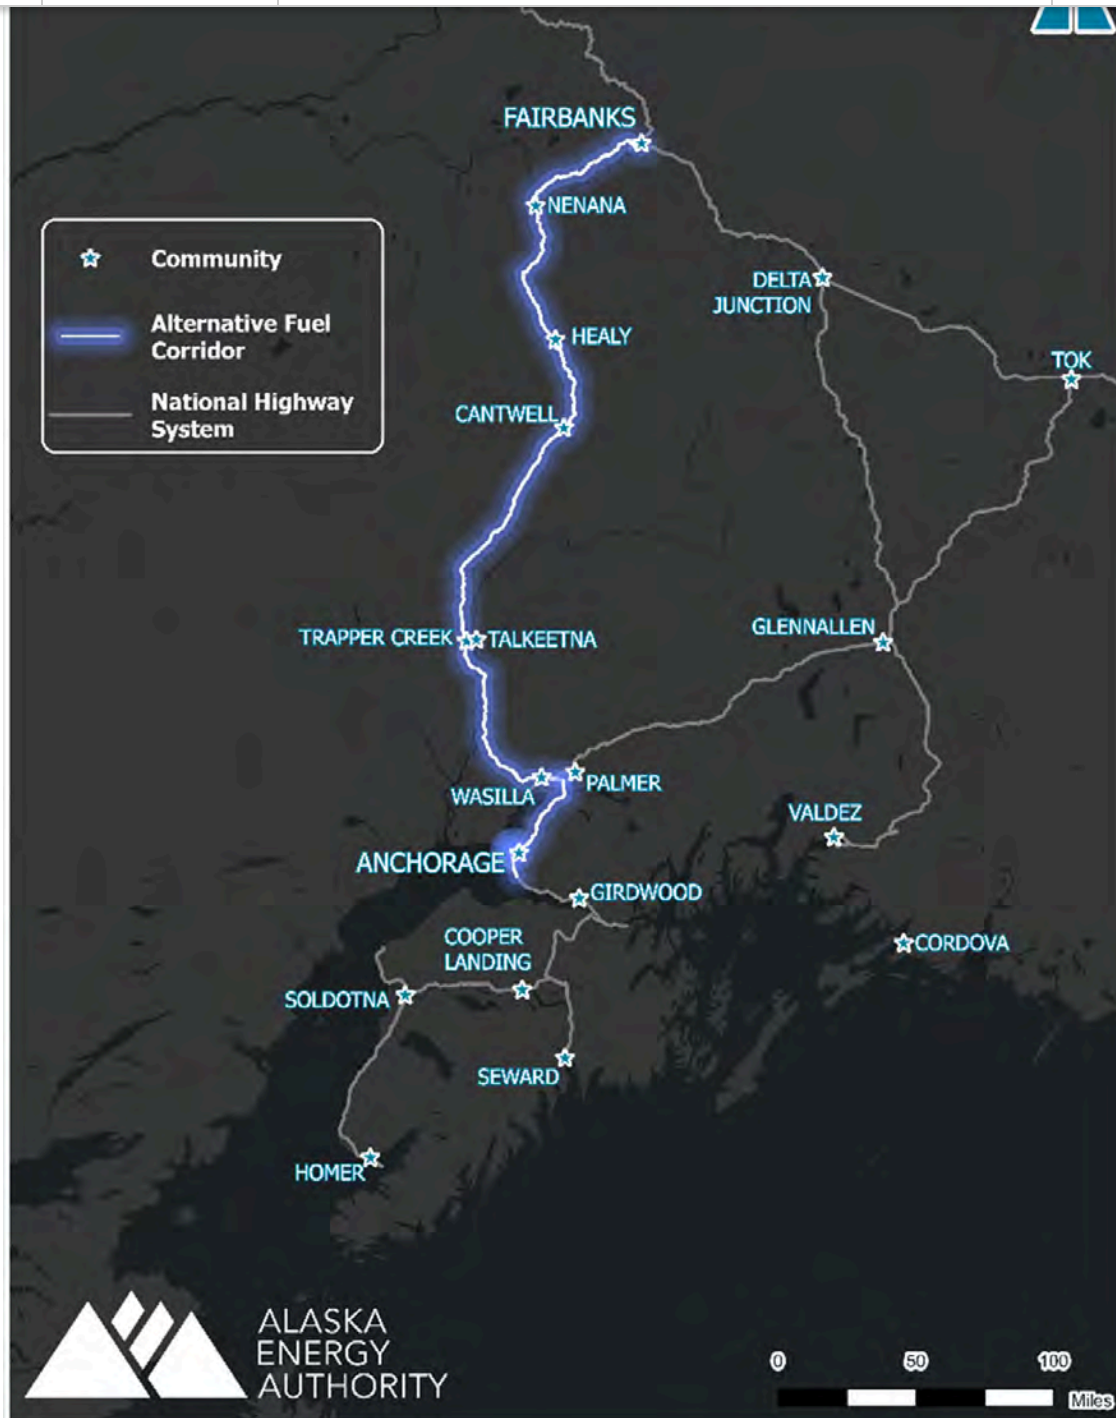 FAIRBANKS
NENANA
Community
DELTA
JUNCTION
Alternative Fuel
Corridor
HEALY
TOK
National Highway
System
CANTWELL
TRAPPER CREEK
TALKEETNA
GLENNALLEN
WASILLA
PALMER
VALDEZ
ANCHORAGE
GIRDWOOD
COOPER
LANDING
CORDOVA
SOLDOTNA
SEWARD
HOMER
ALASKA
ENERGY
AUTHORITY
0 50 100
Miles